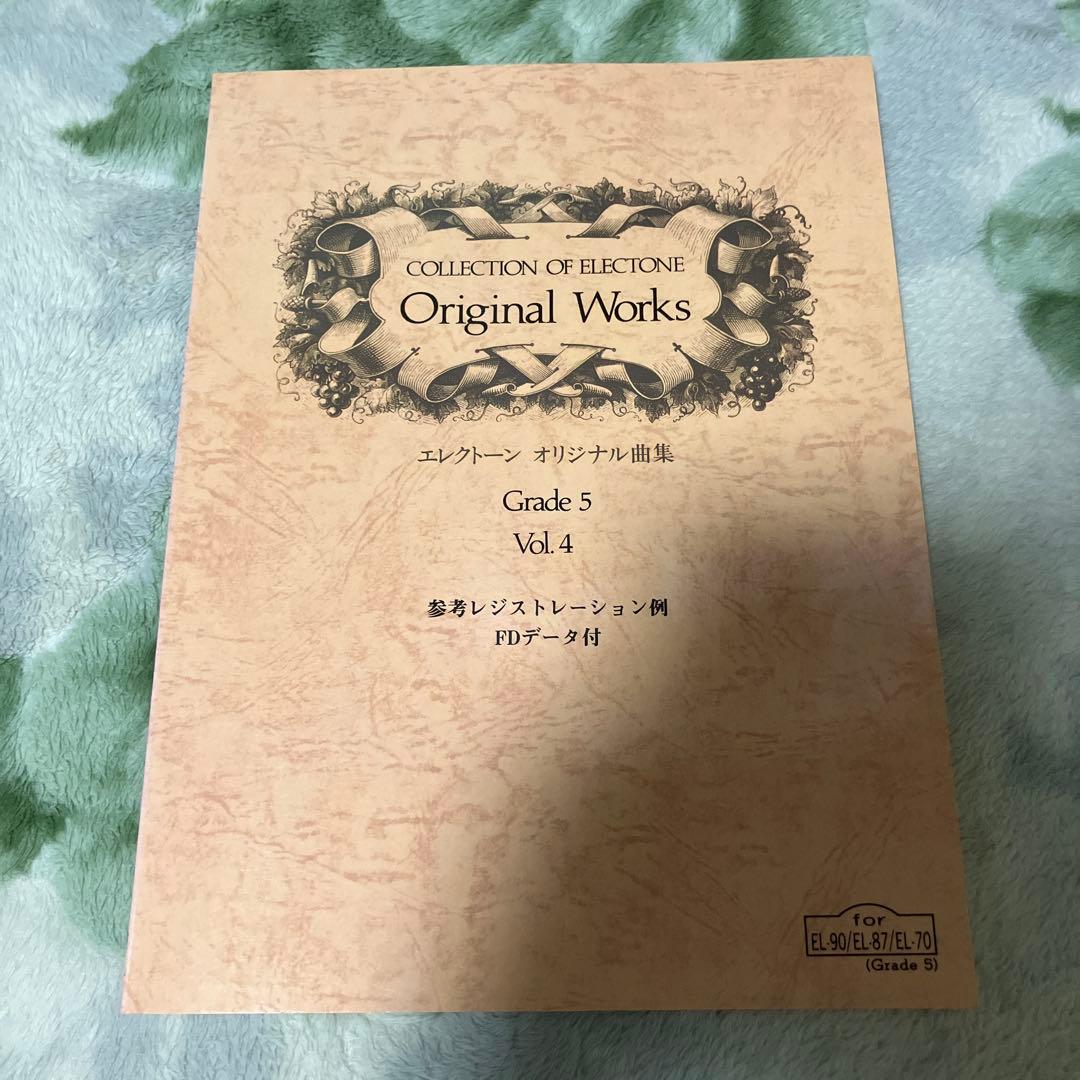 COLLECTION OF ELECTONE
Original Works
エレクトーン オリジナル曲集
Grade 5
Vol. 4
参考レジストレーション例
FDデータ付
for
EL-90/EL-87/EL-70
(Grade 5)